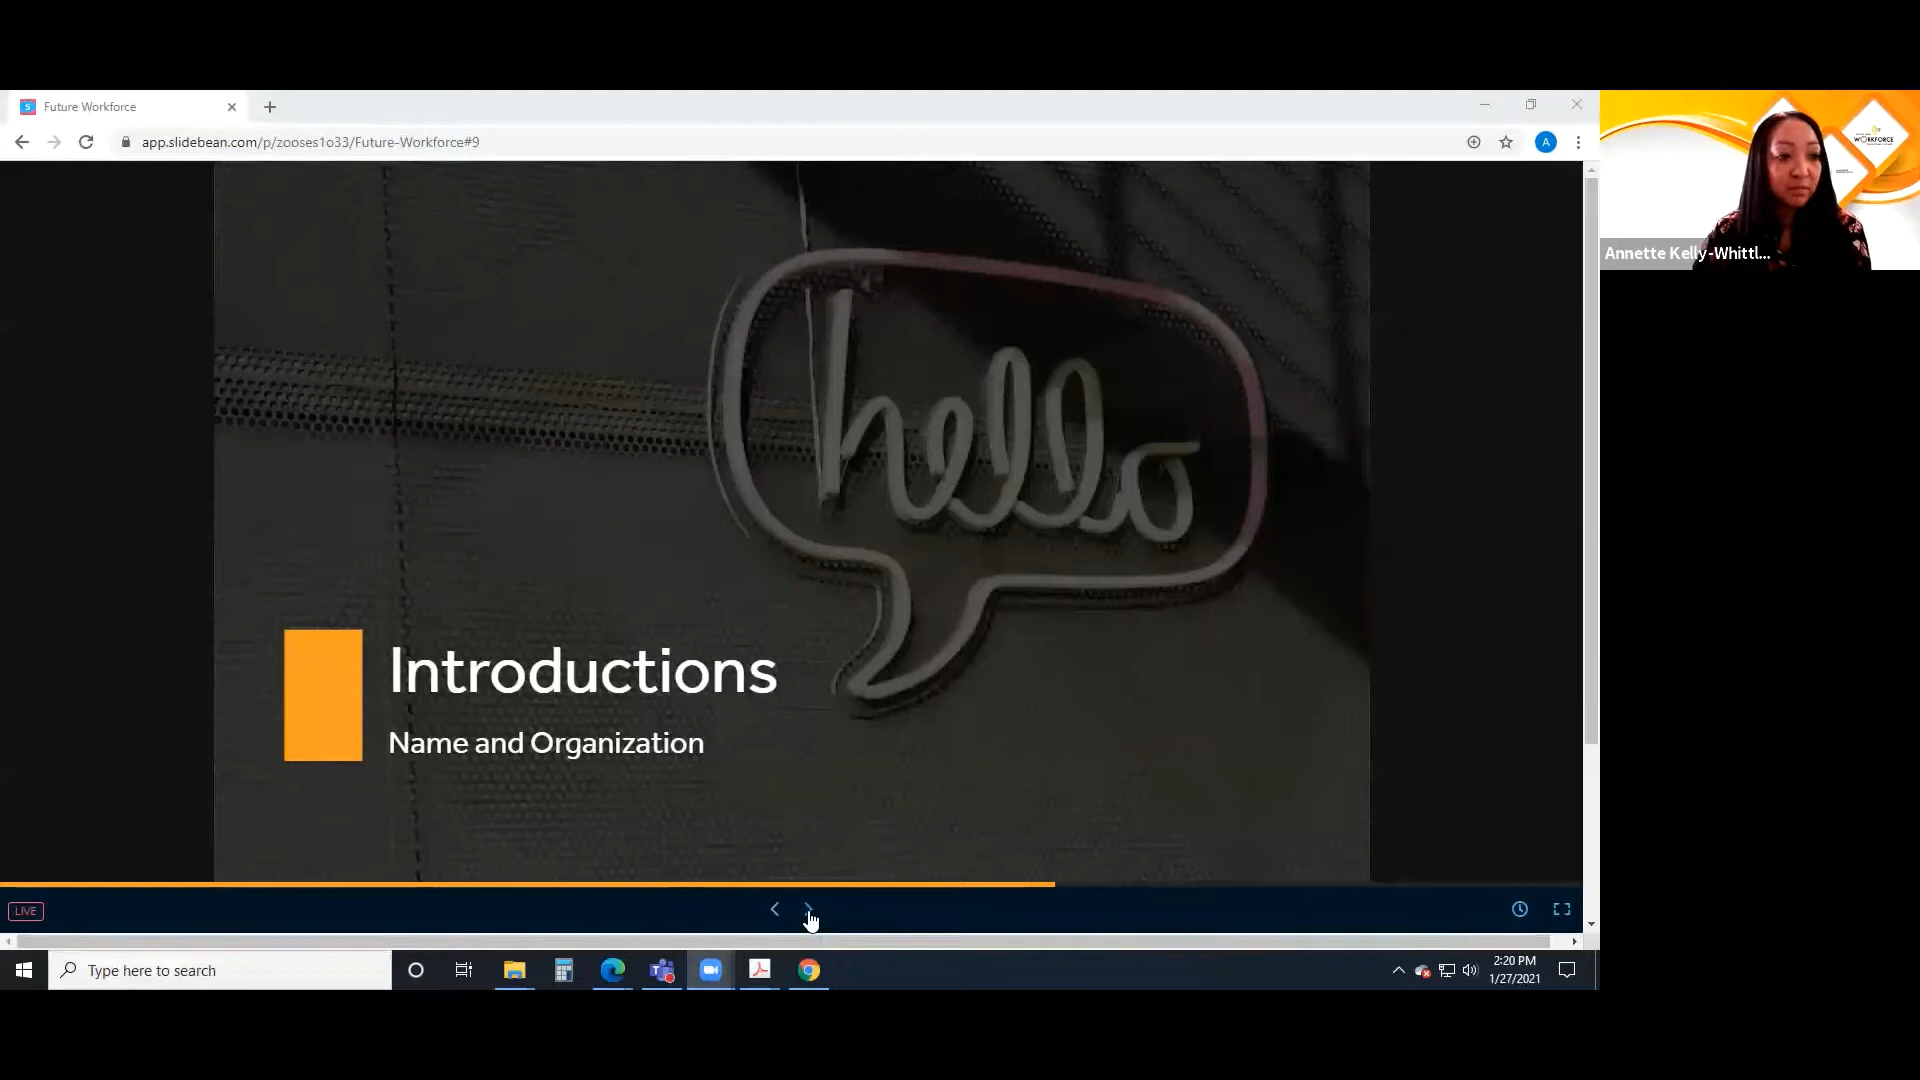 Future Workforce
app.slidebean.com/p/zooses1o33/Future-Workforce#9
A
WORKFORCE
Annette Kelly-Whittl...
hello
Introductions
Name and Organization
LIVE
Type here to search
2:20 PM
1/27/2021